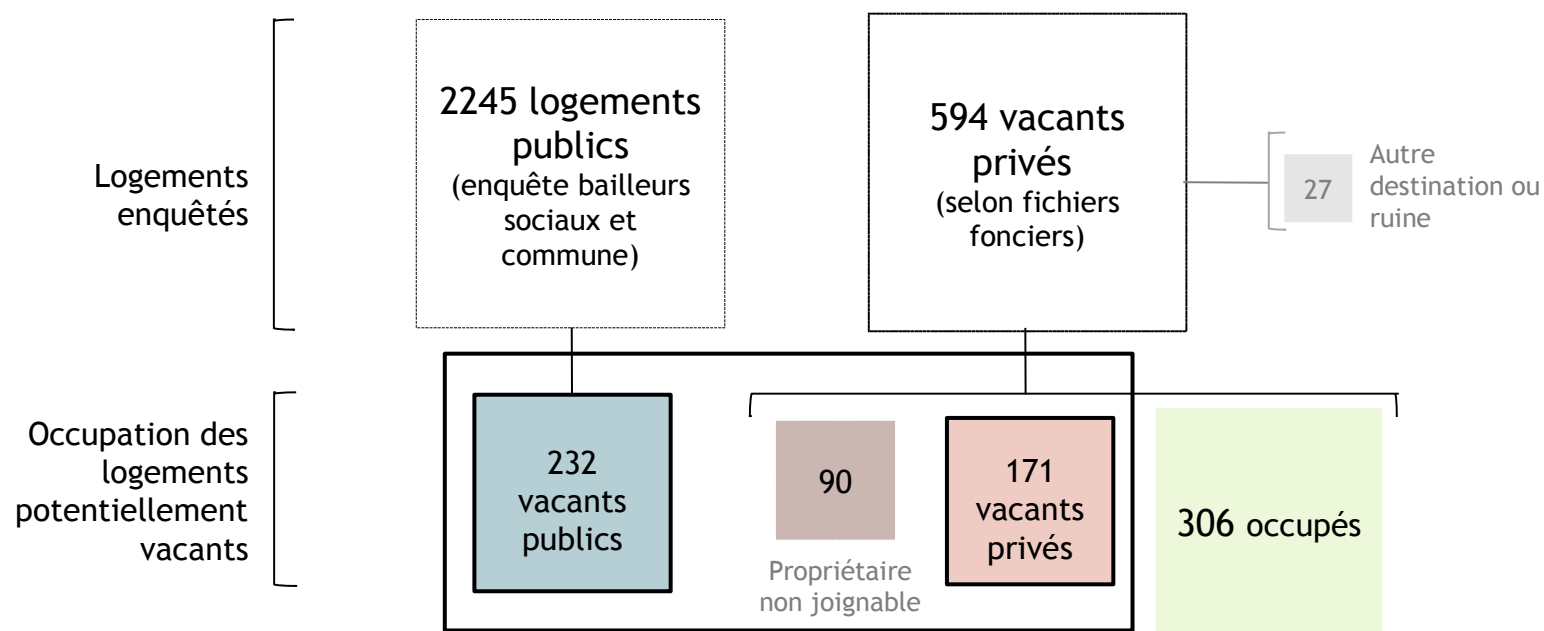 Logements
enquêtés
2245 logements
publics
(enquête bailleurs
sociaux et
commune)
594 vacants
privés
(selon fichiers
fonciers)
27
Autre
destination ou
ruine
Occupation des
logements
potentiellement
vacants
232
vacants
publics
90
Propriétaire
non joignable
171
vacants
privés
306 occupés